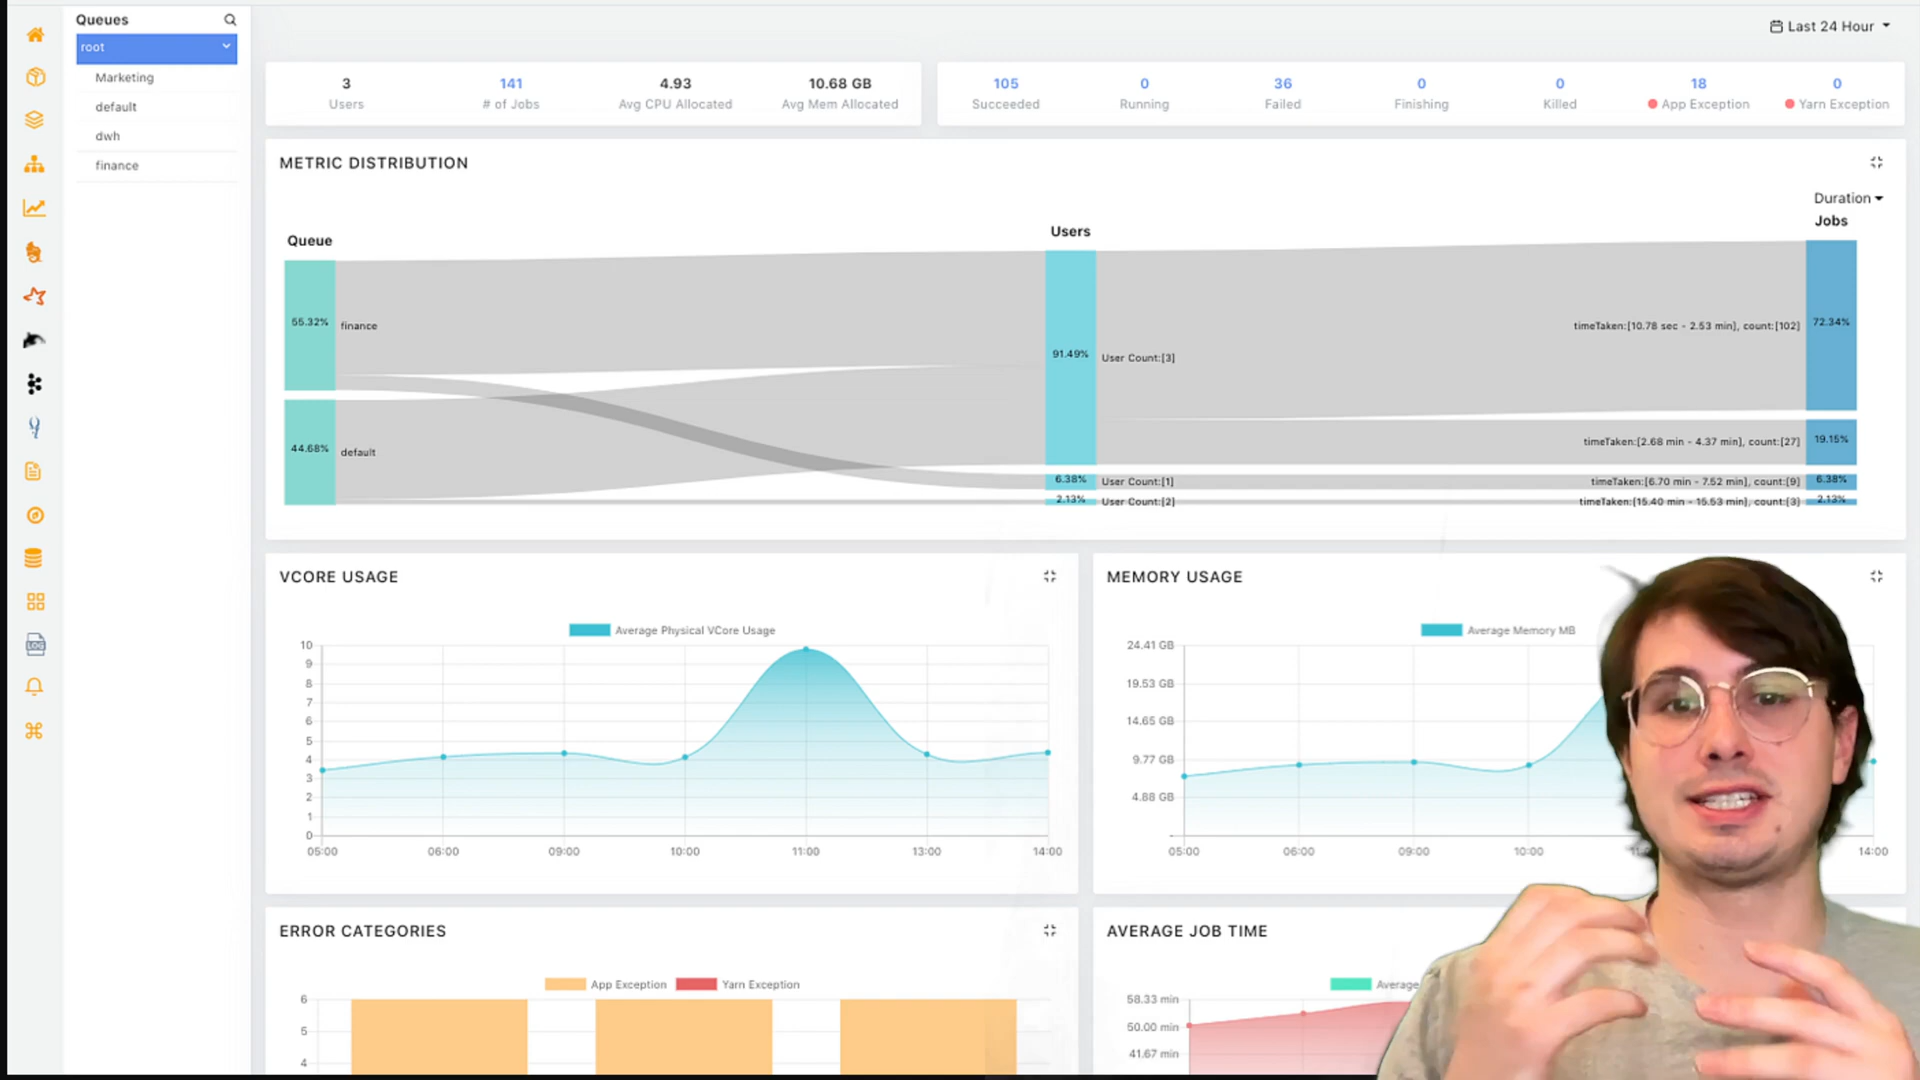 Queues
root
Marketing
default
dwh
finance
Last 24 Hour
3
Users
141
# of Jobs
4.93
Avg CPU Allocated
10.68 GB
Avg Mem Allocated
105
Succeeded
0
Running
36
Failed
0
Finishing
0
Killed
18
App Exception
0
Yarn Exception
METRIC DISTRIBUTION
Duration
Queue
Users
Jobs
55.32%
finance
44.68%
default
91.49%
User Count:[3]
6.38%
User Count:[1]
2.13%
User Count:[2]
timeTaken:[10.78 sec - 2.53 min], count:[102]
72.34%
timeTaken:[2.68 min - 4.37 min], count:[27]
19.15%
timeTaken:[6.70 min - 7.52 min], count:[9]
6.38%
timeTaken:[15.40 min - 15.53 min], count:[3]
2.13%
VCORE USAGE
Average Physical VCore Usage
10
9
8
7
6
5
4
3
2
1
0
05:00
06:00
09:00
10:00
11:00
13:00
14:00
MEMORY USAGE
Average Memory MB
24.41 GB
19.53 GB
14.65 GB
9.77 GB
4.88 GB
05:00
06:00
09:00
10:00
14:00
ERROR CATEGORIES
App Exception
Yarn Exception
6
5
4
AVERAGE JOB TIME
Average
58.33 min
50.00 min
41.67 min
LOG